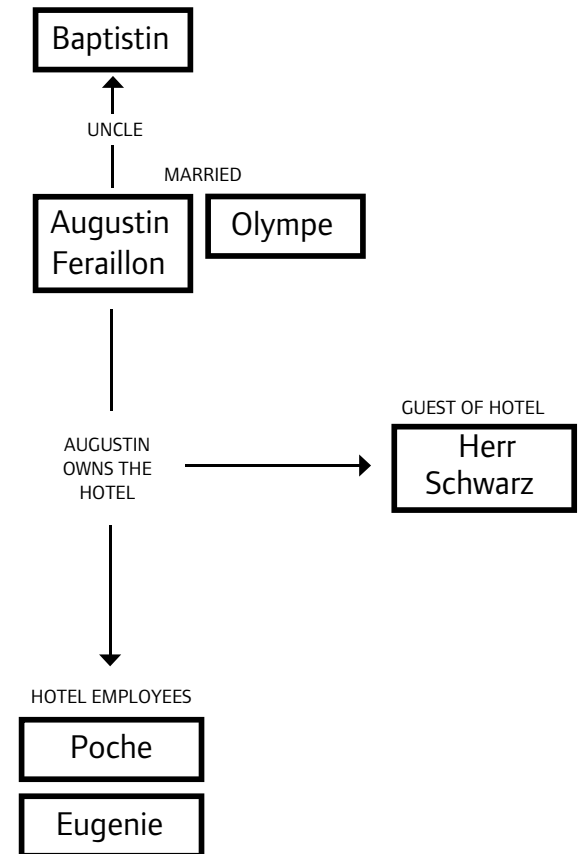 Baptistin
UNCLE
MARRIED
Augustin
Feraillon
Olympe
GUEST OF HOTEL
AUGUSTIN
OWNS THE
HOTEL
Herr
Schwarz
HOTEL EMPLOYEES
Poche
Eugenie